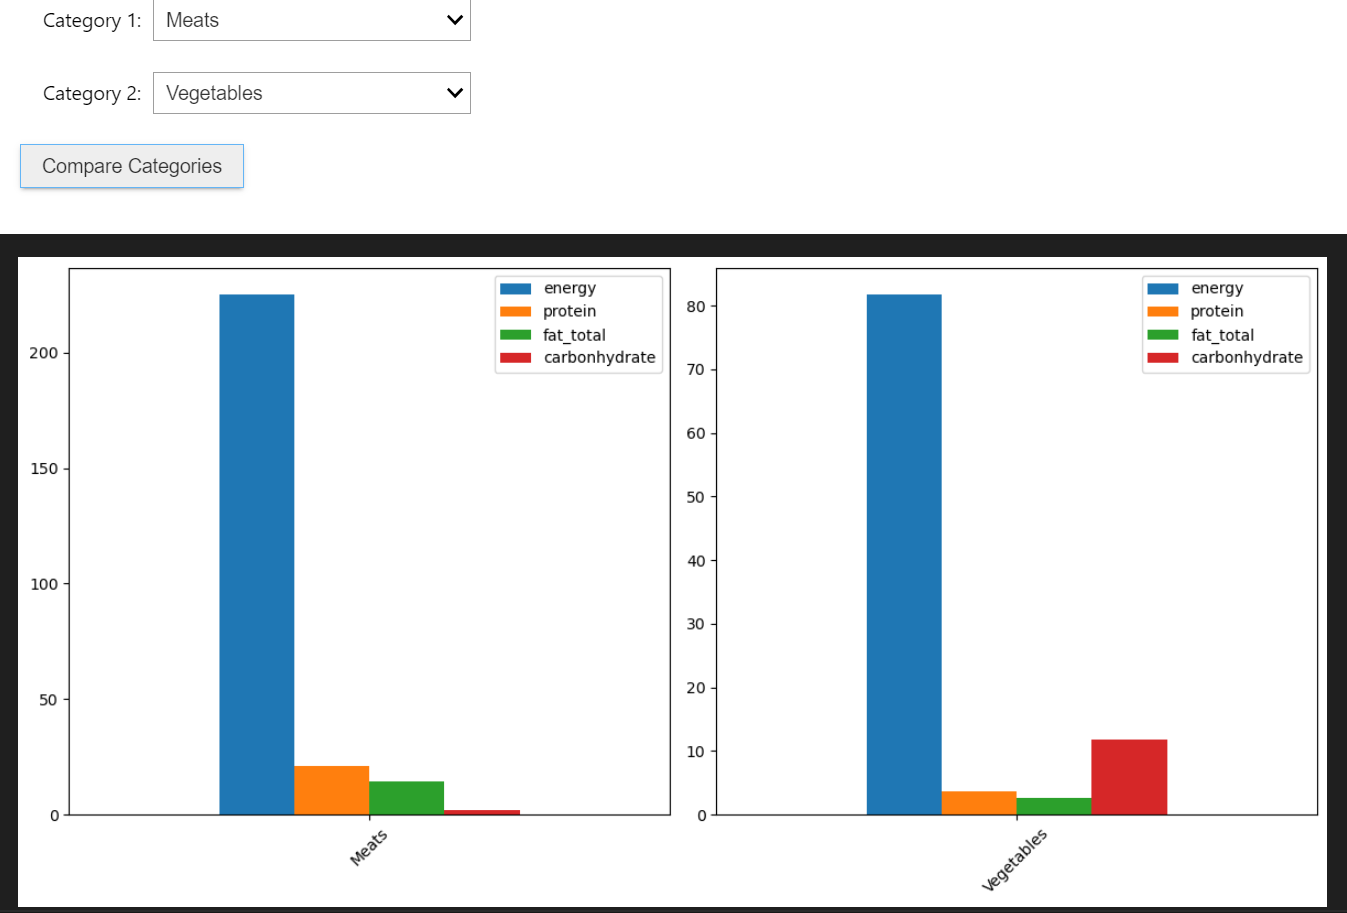 Category 1: Meats
Category 2: Vegetables
Compare Categories
energy
protein
fat_total
carbonhydrate
200
150
100
50
0
Meats
energy
protein
fat_total
carbonhydrate
80
70
60
50
40
30
20
10
0
Vegetables